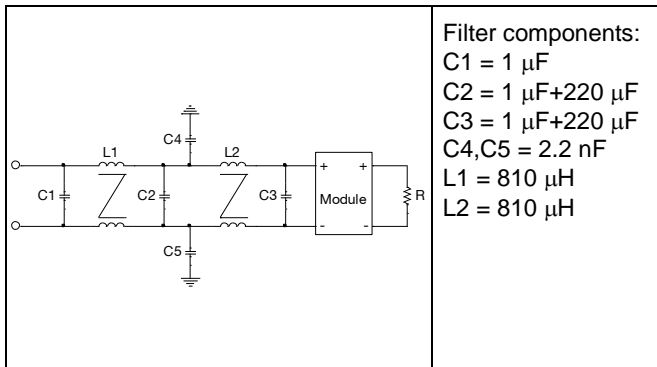 C4
L1
L2
C1
C2
C3
C5
+
+
-
-
Module
R
Filter components:
C1 = 1 μF
C2 = 1 μF+220 μF
C3 = 1 μF+220 μF
C4,C5 = 2.2 nF
L1 = 810 μH
L2 = 810 μH